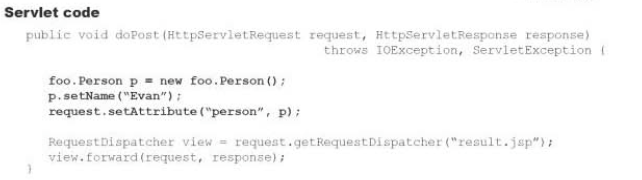 Servlet code
public void doPost(HttpServletRequest request, HttpServletResponse response)
throws IOException, ServletException {
foo.Person p = new foo.Person();
p.setName("Evan");
request.setAttribute("person", p);
RequestDispatcher view = request.getRequestDispatcher("result.jsp");
view.forward(request, response);
}